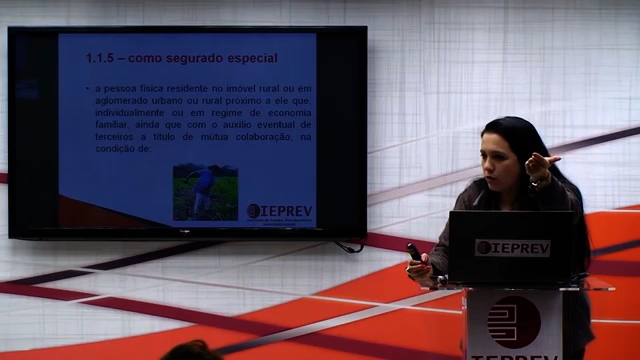 1.1.5 – como segurado especial
• a pessoa física residente no imóvel rural ou em
aglomerado urbano ou rural próximo a ele que,
individualmente ou em regime de economia
familiar, ainda que com o auxílio eventual de
terceiros a título de mútua colaboração, na
condição de:
IEPREV
IEPREV
IEPREV